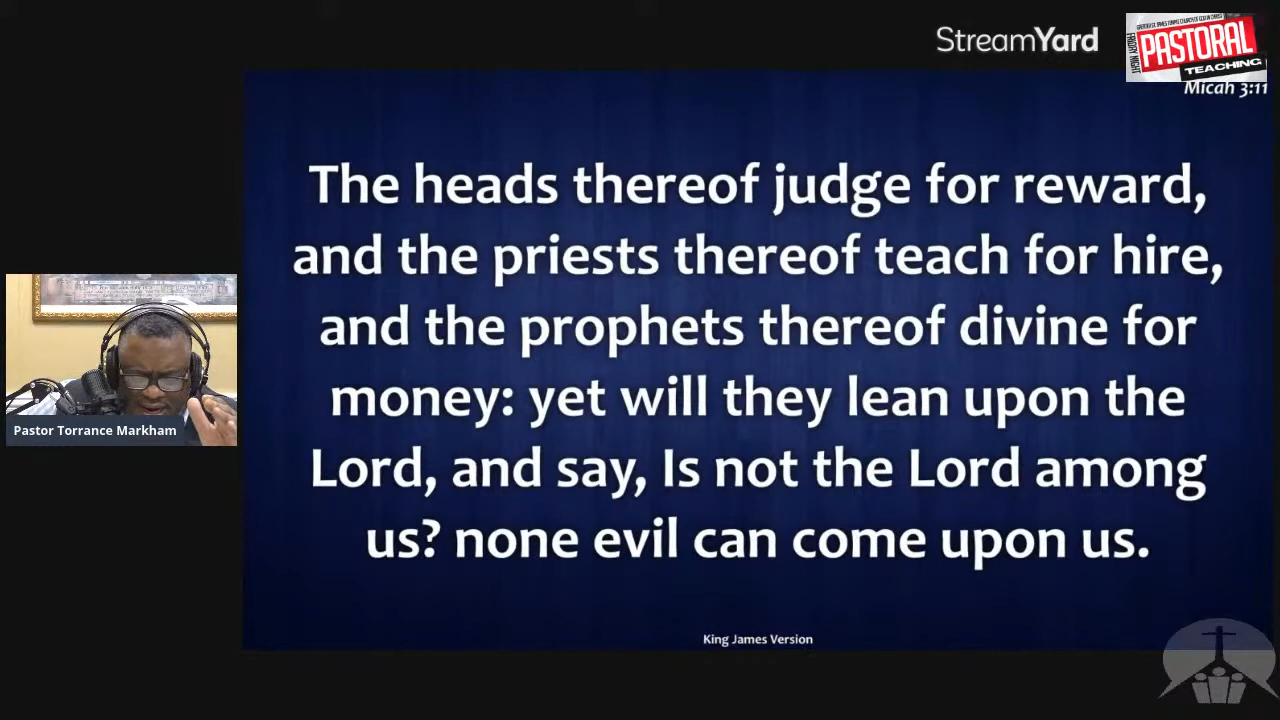 StreamYard
FRIDAY NIGHT
PASTORAL
TEACHING
Micah 3:11
The heads thereof judge for reward,
and the priests thereof teach for hire,
and the prophets thereof divine for
money: yet will they lean upon the
Lord, and say, Is not the Lord among
us? none evil can come upon us.
King James Version
Pastor Torrance Markham